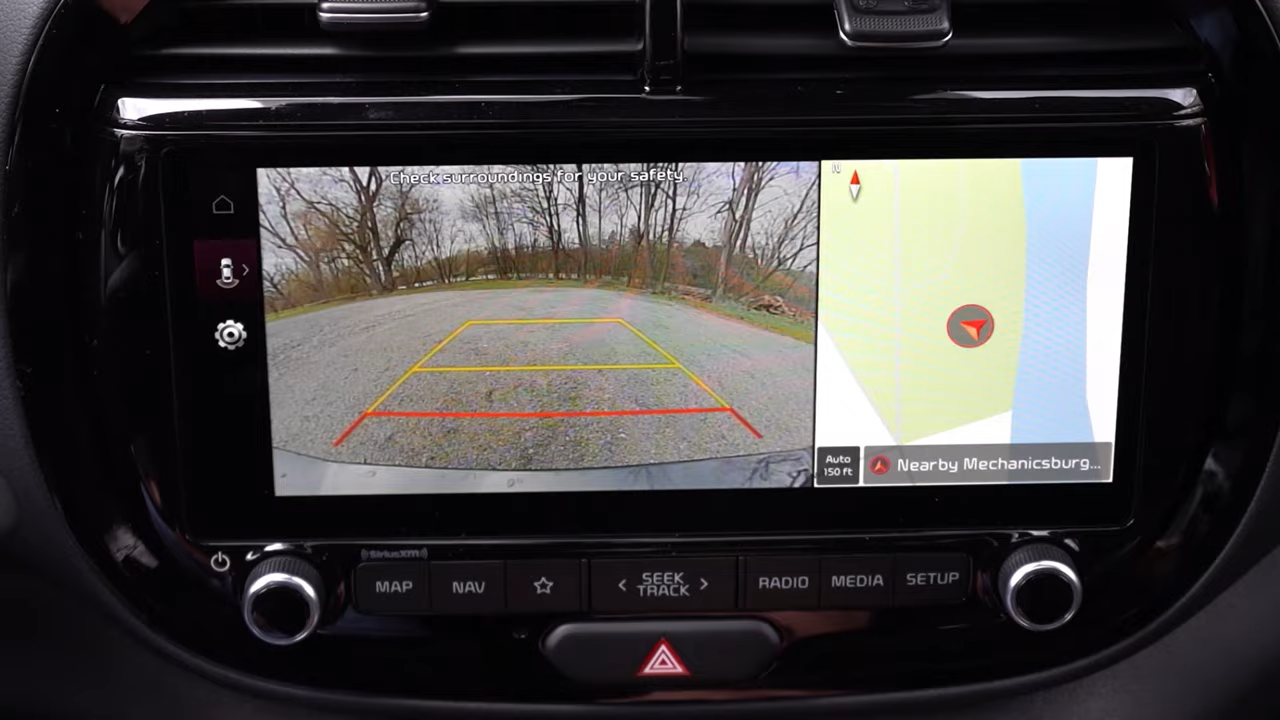 Check surroundings for your safety.
N
Auto
150 ft
Nearby Mechanicsburg...
((SiriusXM))
MAP
NAV
< SEEK >
TRACK
RADIO
MEDIA
SETUP